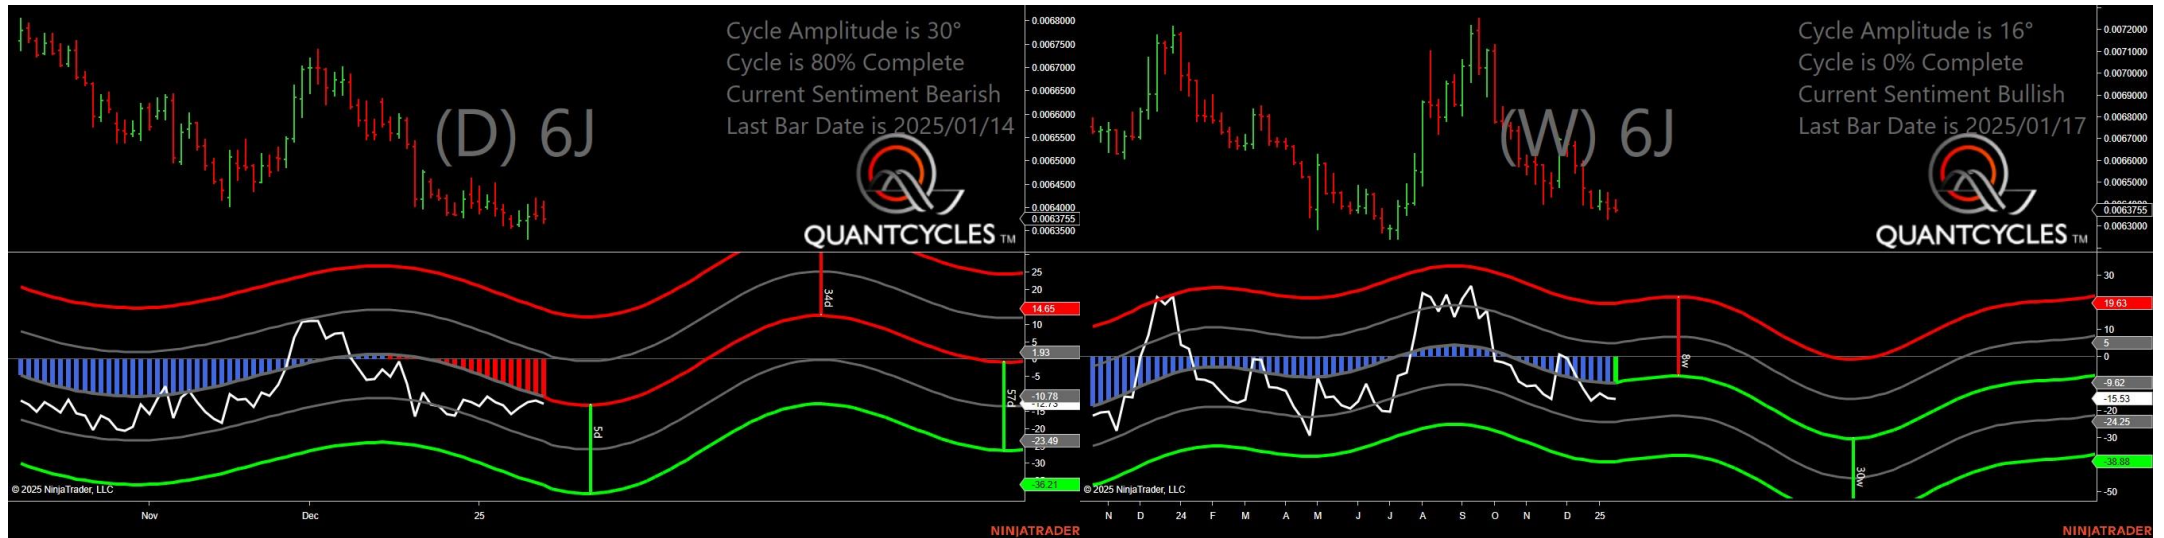 Cycle Amplitude is 30°
Cycle is 80% Complete
Current Sentiment Bearish
Last Bar Date is 2025/01/14
(D) 6J
QUANTCYCLES TM
0.0068000
0.0067500
0.0067000
0.0066500
0.0066000
0.0065500
0.0065000
0.0064500
0.0064000
0.0063755
0.0063500
34d
5d
57d
25
20
14.65
10
5
1.93
-5
-10.78
-12.73
-15
-20
-23.49
-30
-36.21
© 2025 NinjaTrader, LLC
Nov
Dec
25
NINJATRADER
Cycle Amplitude is 16°
Cycle is 0% Complete
Current Sentiment Bullish
Last Bar Date is 2025/01/17
(W) 6J
QUANTCYCLES TM
0.0072000
0.0071000
0.0070000
0.0069000
0.0068000
0.0067000
0.0066000
0.0065000
0.0063755
0.0063000
8w
30w
30
19.63
10
5
0
-9.62
-15.53
-20
-24.25
-30
-38.88
-50
© 2025 NinjaTrader, LLC
N D 24 F M A M J J A S O N D 25
NINJATRADER